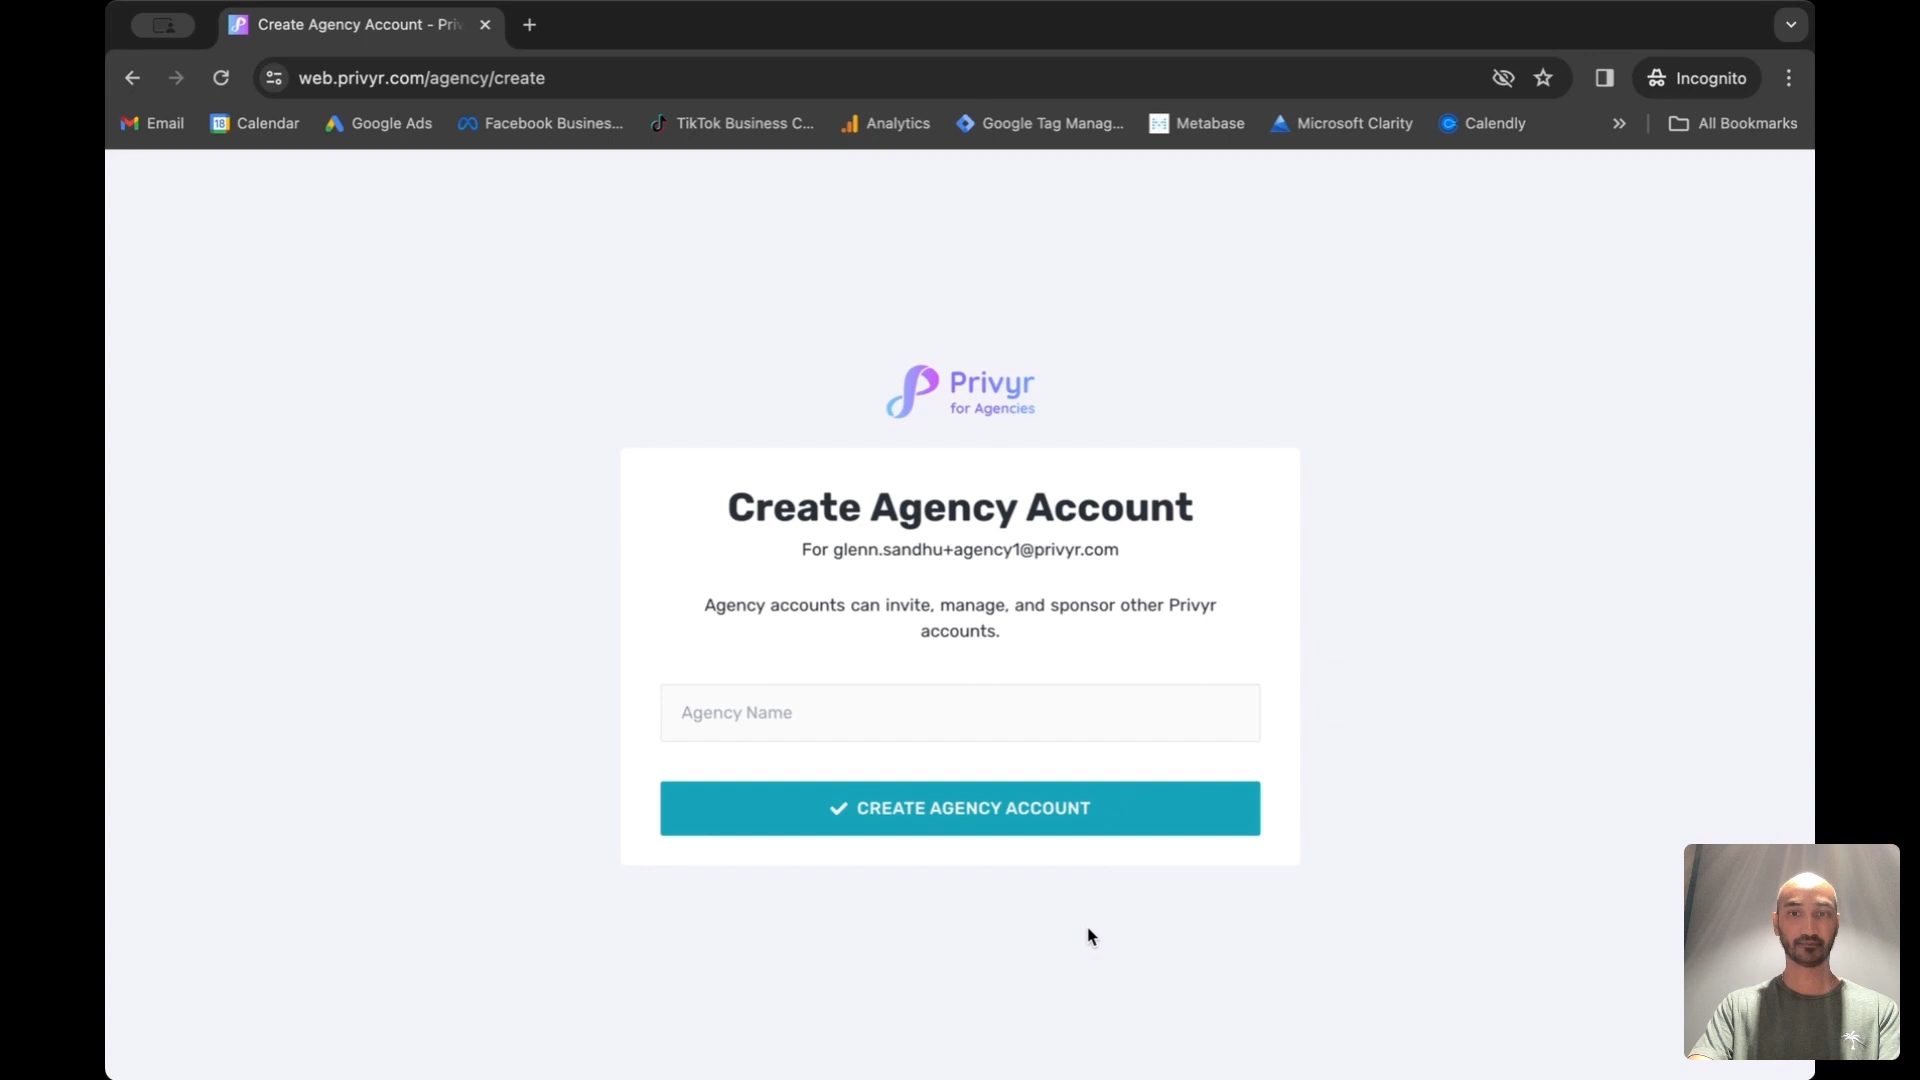 Create Agency Account - Priv
web.privyr.com/agency/create
Incognito
Email
18
Calendar
Google Ads
Facebook Busines...
TikTok Business C...
Analytics
Google Tag Manag...
Metabase
Microsoft Clarity
Calendly
All Bookmarks
Privyr
for Agencies
Create Agency Account
For glenn.sandhu+agency1@privyr.com
Agency accounts can invite, manage, and sponsor other Privyr
accounts.
Agency Name
CREATE AGENCY ACCOUNT